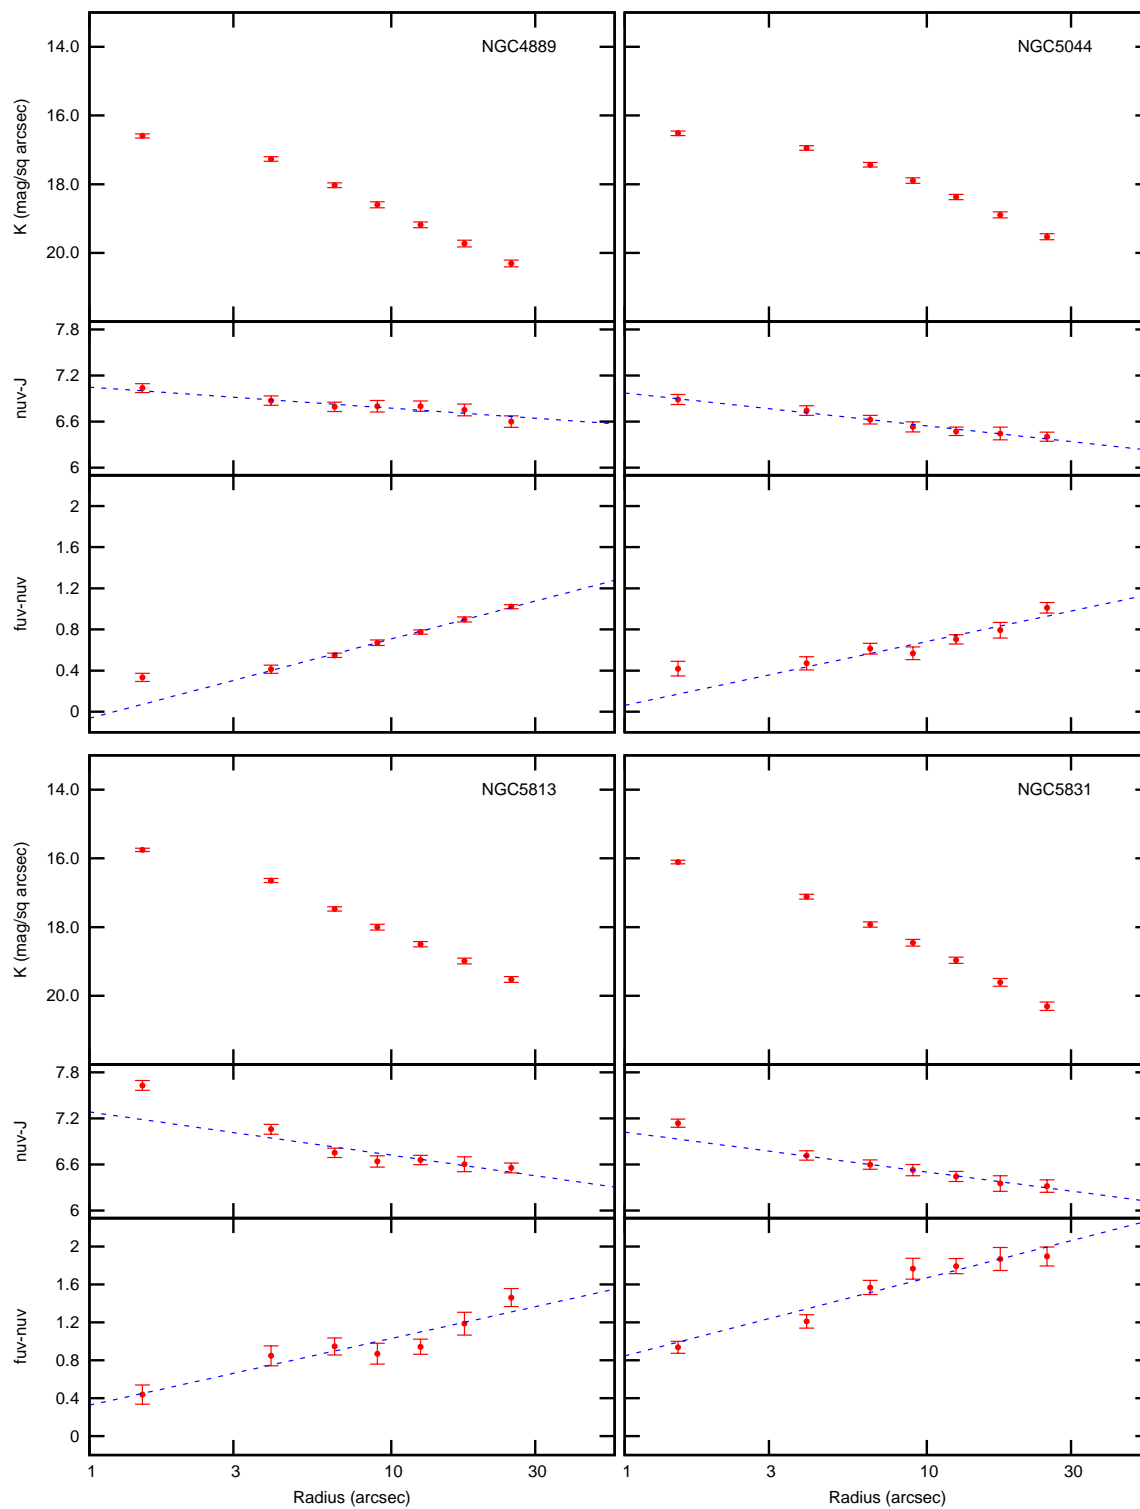 NGC4889
NGC5044
14.0
16.0
18.0
20.0
K (mag/sq arcsec)
7.8
7.2
6.6
6
nuv-J
2
1.6
1.2
0.8
0.4
0
fuv-nuv
NGC5813
NGC5831
14.0
16.0
18.0
20.0
K (mag/sq arcsec)
7.8
7.2
6.6
6
nuv-J
2
1.6
1.2
0.8
0.4
0
fuv-nuv
1 3 10 30 1 3 10 30
Radius (arcsec) Radius (arcsec)